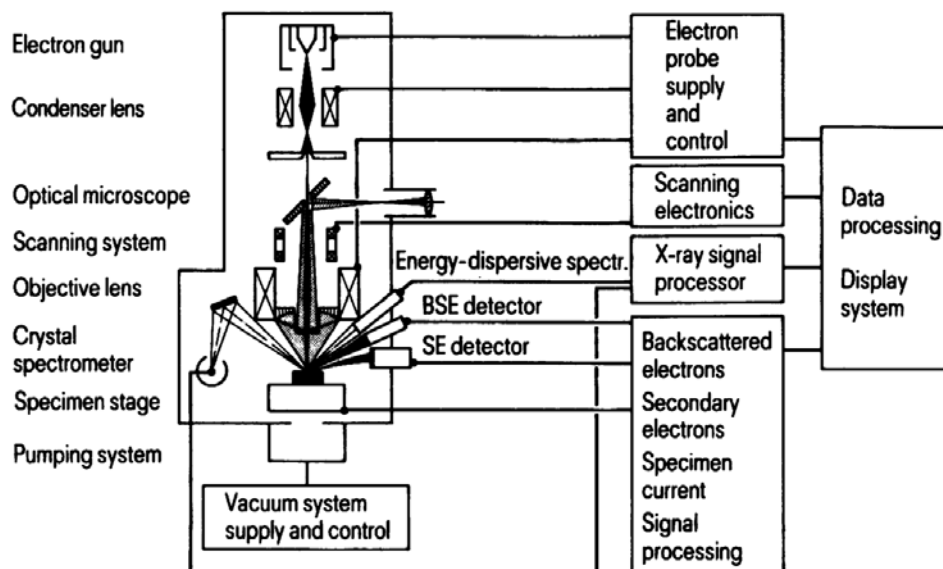 Electron gun
Condenser lens
Optical microscope
Scanning system
Objective lens
Crystal
spectrometer
Specimen stage
Pumping system
Vacuum system
supply and control
Energy-dispersive spectr.
BSE detector
SE detector
Electron
probe
supply
and
control
Scanning
electronics
X-ray signal
processor
Backscattered
electrons
Secondary
electrons
Specimen
current
Signal
processing
Data
processing
Display
system